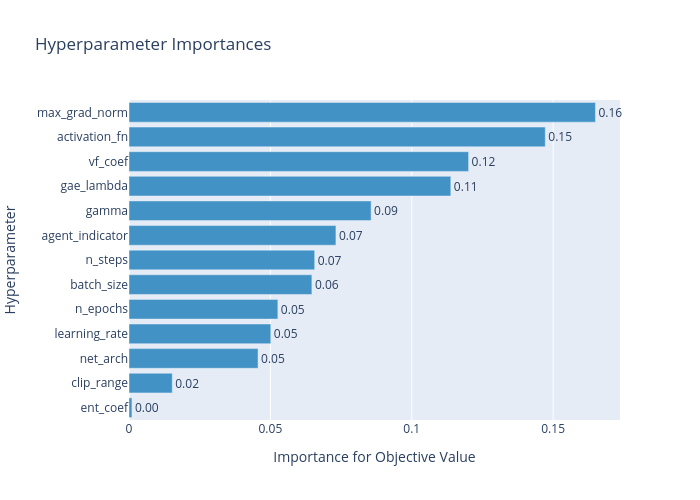 Hyperparameter Importances
Hyperparameter
max_grad_norm 0.16
activation_fn 0.15
vf_coef 0.12
gae_lambda 0.11
gamma 0.09
agent_indicator 0.07
n_steps 0.07
batch_size 0.06
n_epochs 0.05
learning_rate 0.05
net_arch 0.05
clip_range 0.02
ent_coef 0.00
0 0.05 0.1 0.15
Importance for Objective Value